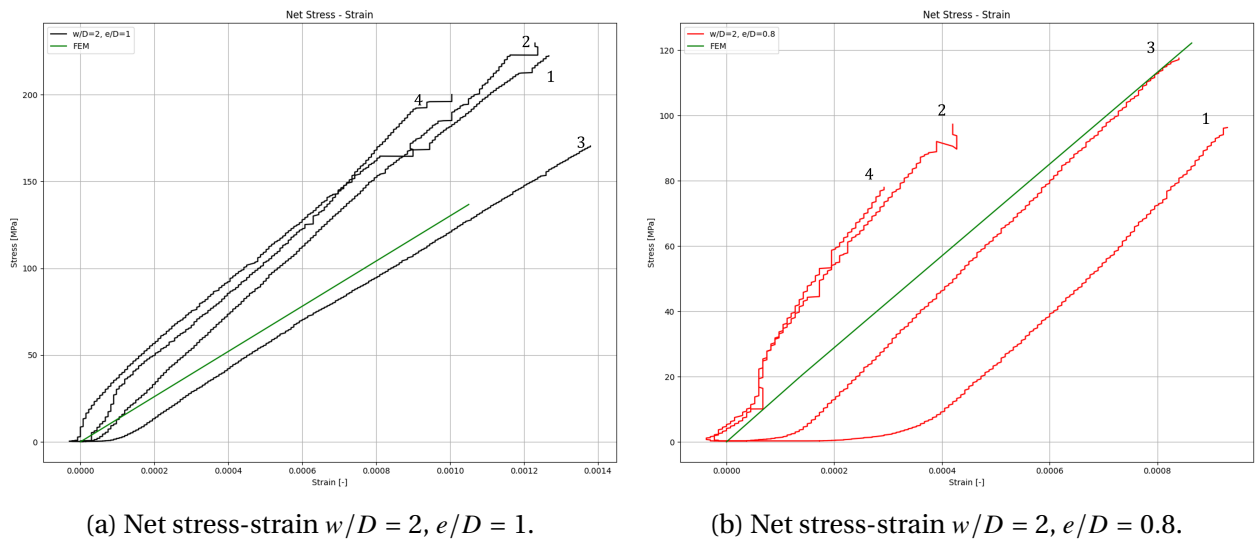 Net Stress - Strain
w/D=2, e/D=1
FEM
2
1
4
3
200
150
100
50
0
Stress [MPa]
0.0000 0.0002 0.0004 0.0006 0.0008 0.0010 0.0012 0.0014
Strain [-]
(a) Net stress-strain w/D = 2, e/D = 1.
Net Stress - Strain
w/D=2, e/D=0.8
FEM
3
2
1
4
120
100
80
60
40
20
0
Stress [MPa]
0.0000 0.0002 0.0004 0.0006 0.0008
Strain [-]
(b) Net stress-strain w/D = 2, e/D = 0.8.